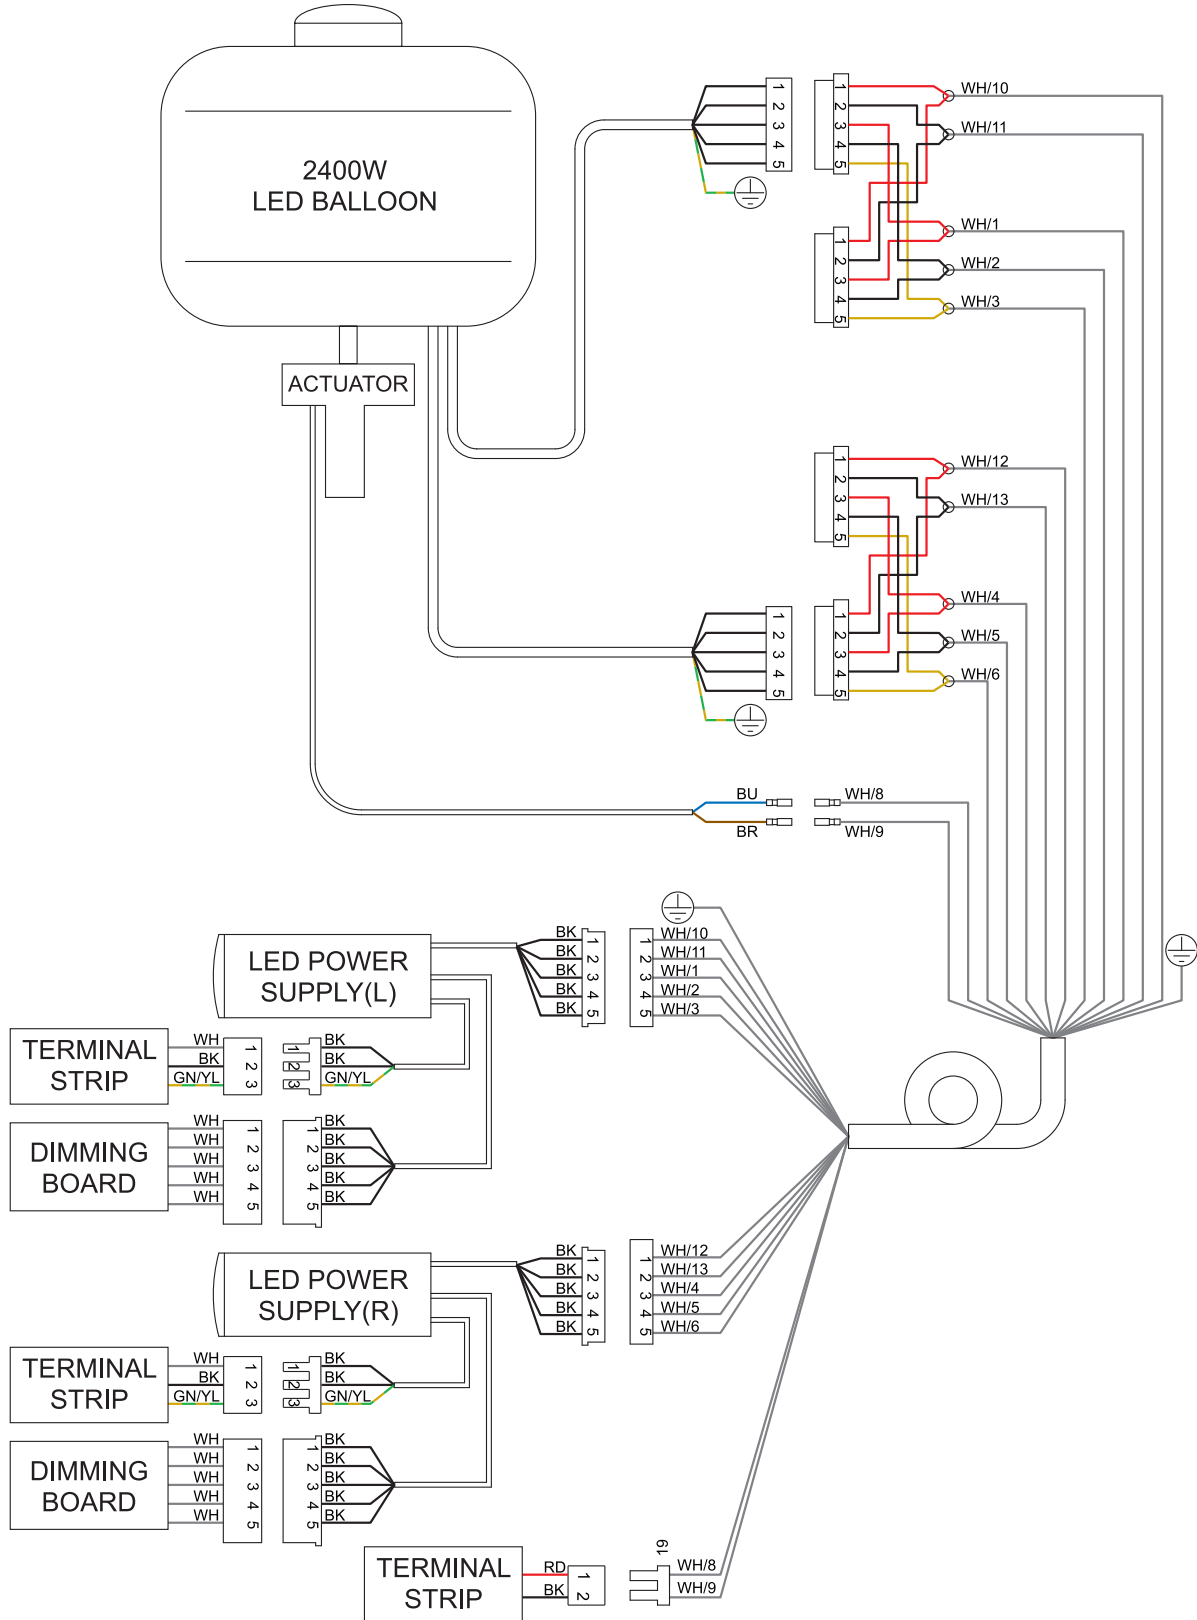 2400W
LED BALLOON
ACTUATOR
1
2
3
4
5
1
2
3
4
5
WH/10
WH/11
1
2
3
4
5
WH/1
WH/2
WH/3
1
2
3
4
5
WH/12
WH/13
1
2
3
4
5
1
2
3
4
5
WH/4
WH/5
WH/6
BU
BR
WH/8
WH/9
LED POWER
SUPPLY(L)
BK
BK
BK
BK
BK
1
2
3
4
5
1
2
3
4
5
WH/10
WH/11
WH/1
WH/2
WH/3
TERMINAL
STRIP
WH
BK
GN/YL
1
2
3
1
2
3
BK
BK
GN/YL
DIMMING
BOARD
WH
WH
WH
WH
WH
1
2
3
4
5
1
2
3
4
5
BK
BK
BK
BK
BK
LED POWER
SUPPLY(R)
BK
BK
BK
BK
BK
1
2
3
4
5
1
2
3
4
5
WH/12
WH/13
WH/4
WH/5
WH/6
TERMINAL
STRIP
WH
BK
GN/YL
1
2
3
1
2
3
BK
BK
GN/YL
DIMMING
BOARD
WH
WH
WH
WH
WH
1
2
3
4
5
1
2
3
4
5
BK
BK
BK
BK
BK
TERMINAL
STRIP
RD
BK
1
2
19
WH/8
WH/9